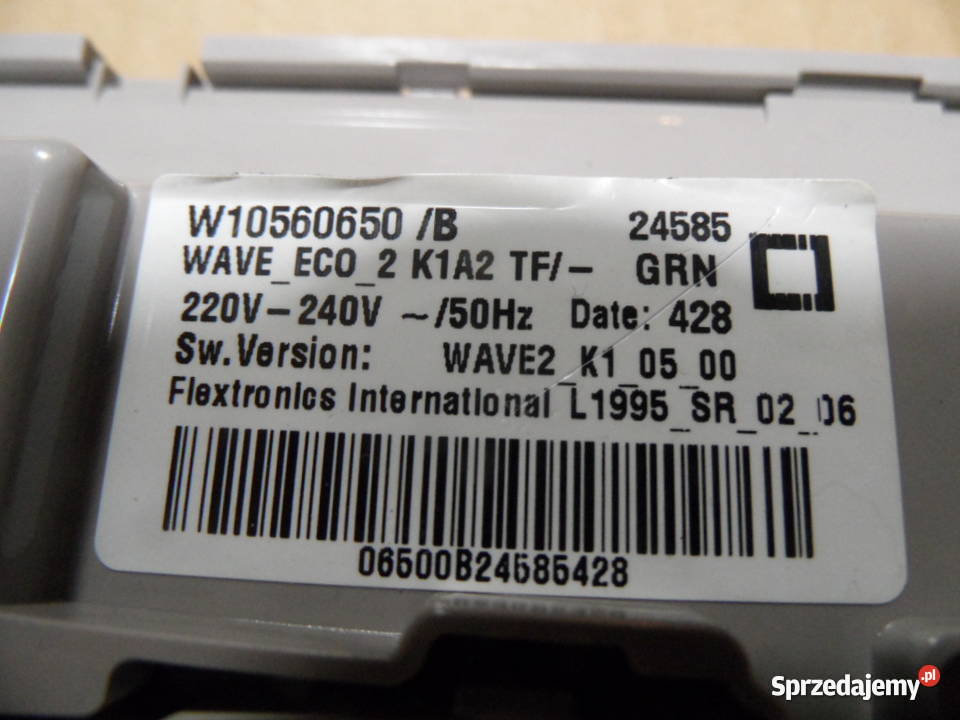 W10560650 /B 24585
WAVE_ECO_2 K1A2 TF/- GRN
220V-240V ~/50Hz Date: 428
Sw.Version: WAVE2_K1_05_00
Flextronics International L1995_SR_02_06
06500B24585428
Sprzedajemy.pl